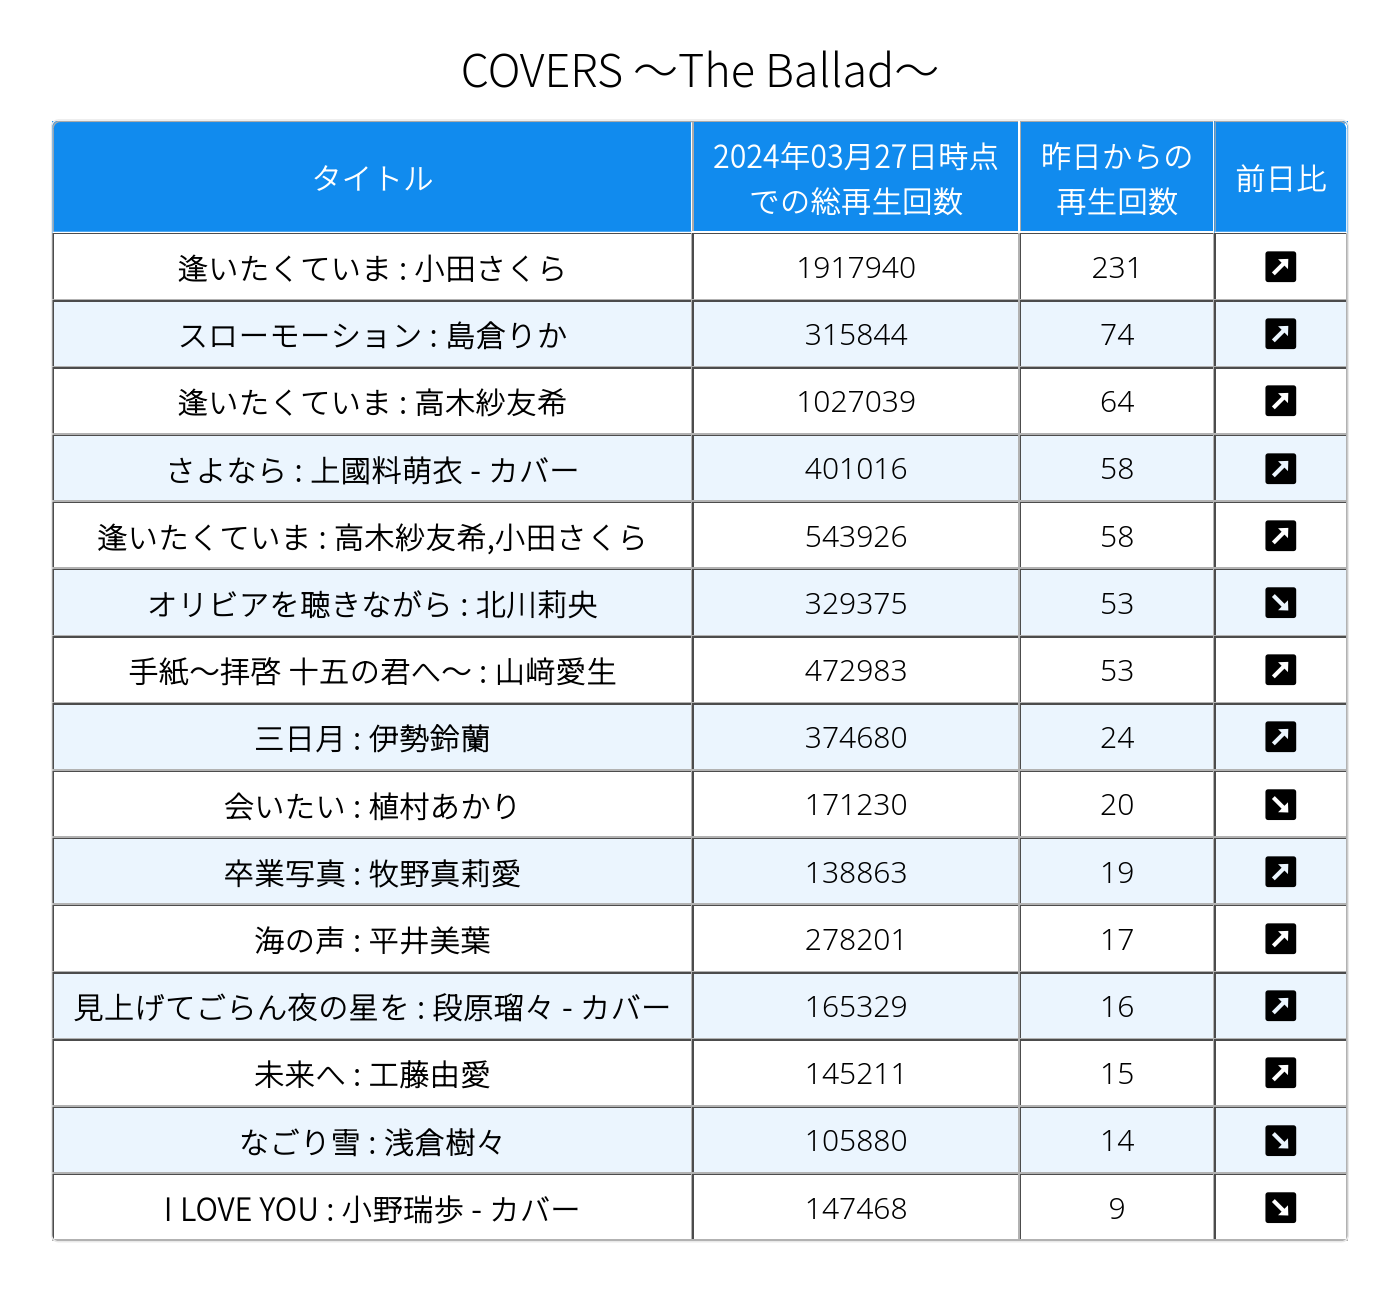 COVERS ～The Ballad～
タイトル 2024年03月27日時点での総再生回数 昨日からの再生回数 前日比
逢いたくていま : 小田さくら 1917940 231 ↗
スローモーション : 島倉りか 315844 74 ↗
逢いたくていま : 高木紗友希 1027039 64 ↗
さよなら : 上國料萌衣 - カバー 401016 58 ↗
逢いたくていま : 高木紗友希,小田さくら 543926 58 ↗
オリビアを聴きながら : 北川莉央 329375 53 ↘
手紙～拝啓 十五の君へ～ : 山﨑愛生 472983 53 ↗
三日月 : 伊勢鈴蘭 374680 24 ↗
会いたい : 植村あかり 171230 20 ↘
卒業写真 : 牧野真莉愛 138863 19 ↗
海の声 : 平井美葉 278201 17 ↗
見上げてごらん夜の星を : 段原瑠々 - カバー 165329 16 ↗
未来へ : 工藤由愛 145211 15 ↗
なごり雪 : 浅倉樹々 105880 14 ↘
I LOVE YOU : 小野瑞歩 - カバー 147468 9 ↘